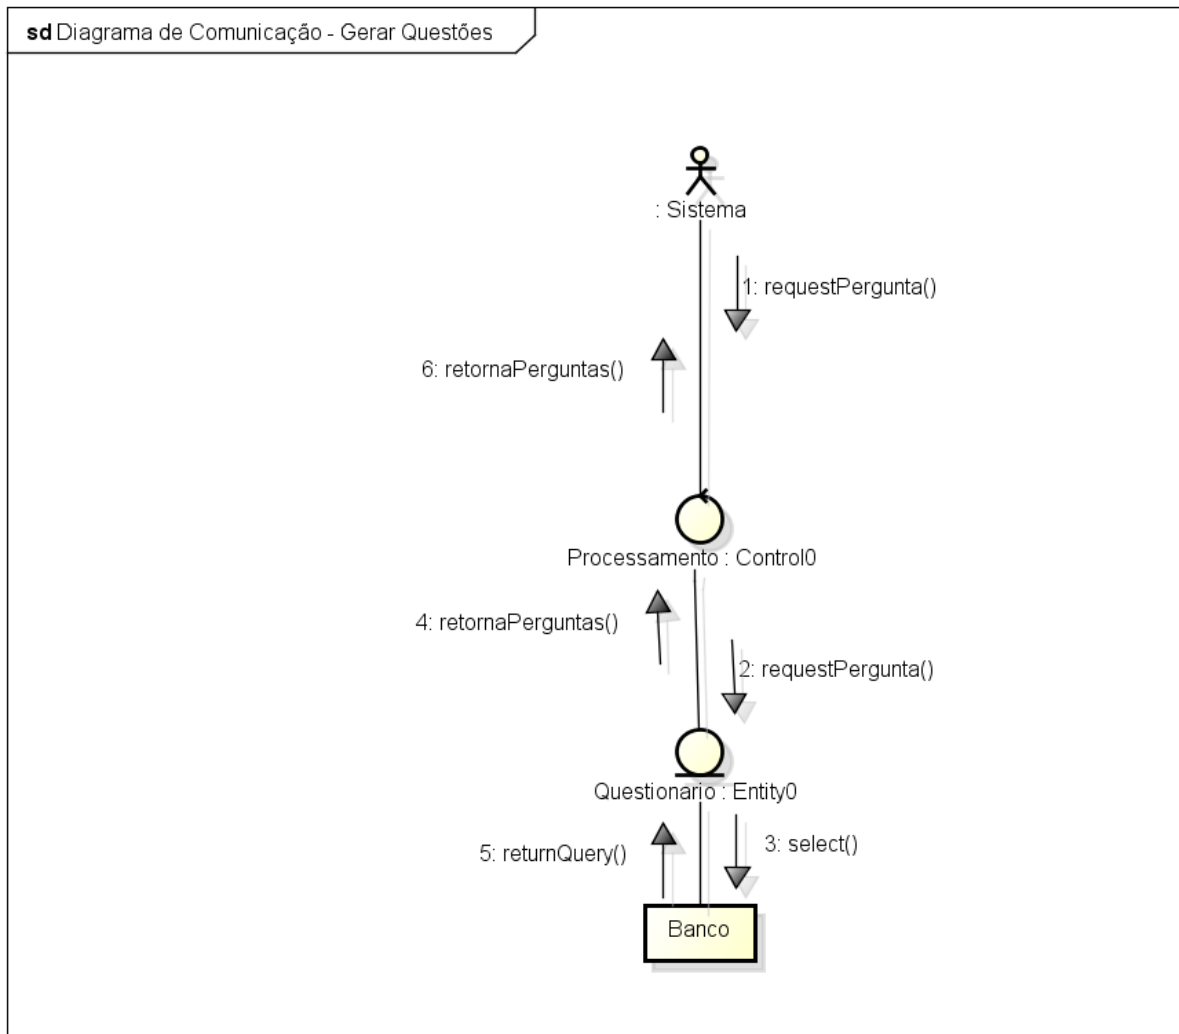 sd Diagrama de Comunicação - Gerar Questões
: Sistema
1: requestPergunta()
6: retornaPerguntas()
Processamento : Control0
4: retornaPerguntas()
2: requestPergunta()
Questionário : Entity0
3: select()
5: returnQuery()
Banco